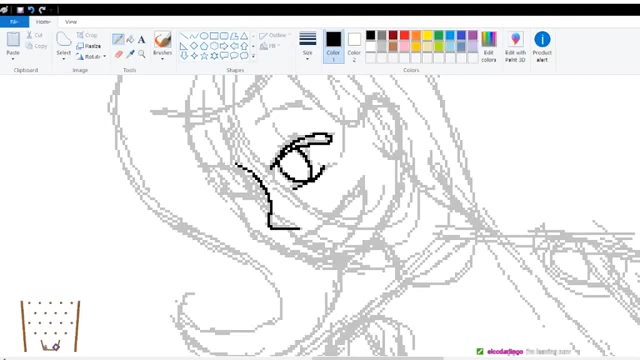 File Home View
Paste
Cut
Copy
Clipboard
Select
Crop
Resize
Rotate
Image
Tools
Brushes
Shapes
Outline
Fill
Size
Color 1
Color 2
Colors
Edit colors
Edit with Paint 3D
Product alert